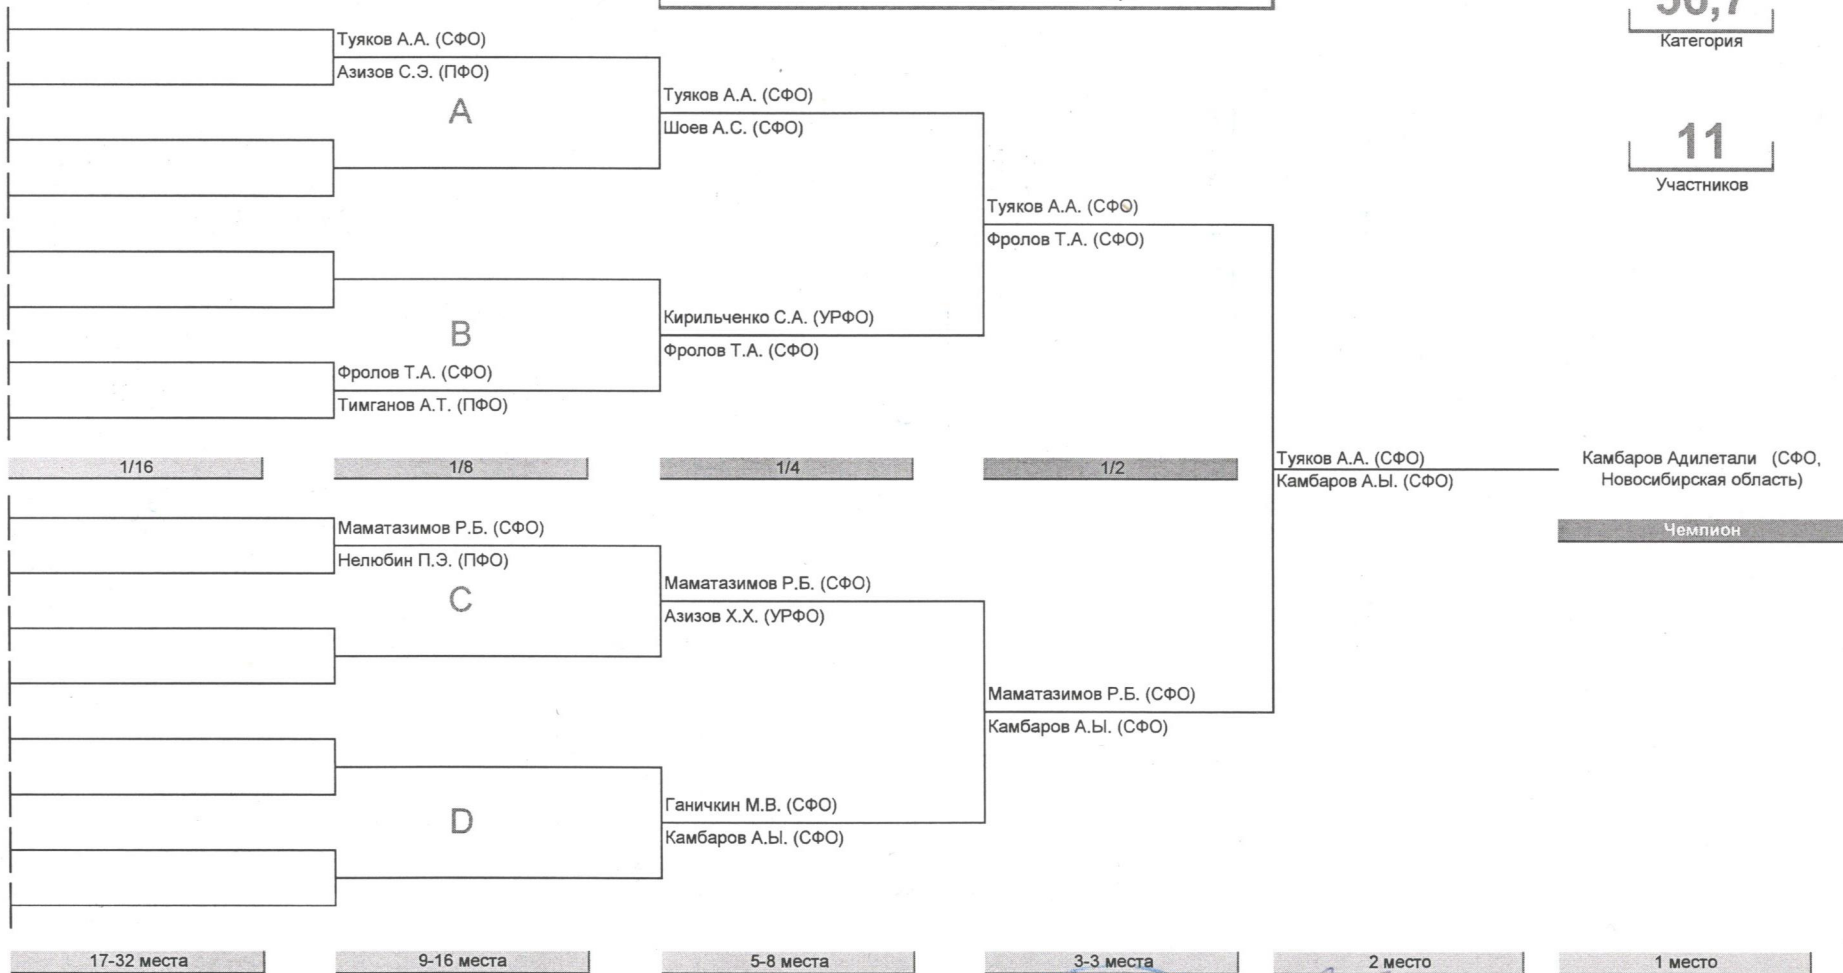 56,7
Категория
11
Участников
Туяков А.А. (СФО)
Азизов С.Э. (ПФО)
A
Туяков А.А. (СФО)
Шоев А.С. (СФО)
Туяков А.А. (СФО)
Фролов Т.А. (СФО)
B
Кирильченко С.А. (УРФО)
Фролов Т.А. (СФО)
Фролов Т.А. (СФО)
Тимганов А.Т. (ПФО)
1/16
1/8
1/4
1/2
Туяков А.А. (СФО)
Камбаров А.Ы. (СФО)
Камбаров Адилетали (СФО,
Новосибирская область)
Чемпион
Маматазимов Р.Б. (СФО)
Нелюбин П.Э. (ПФО)
C
Маматазимов Р.Б. (СФО)
Азизов Х.Х. (УРФО)
Маматазимов Р.Б. (СФО)
Камбаров А.Ы. (СФО)
D
Ганичкин М.В. (СФО)
Камбаров А.Ы. (СФО)
17-32 места
9-16 места
5-8 места
3-3 места
2 место
1 место